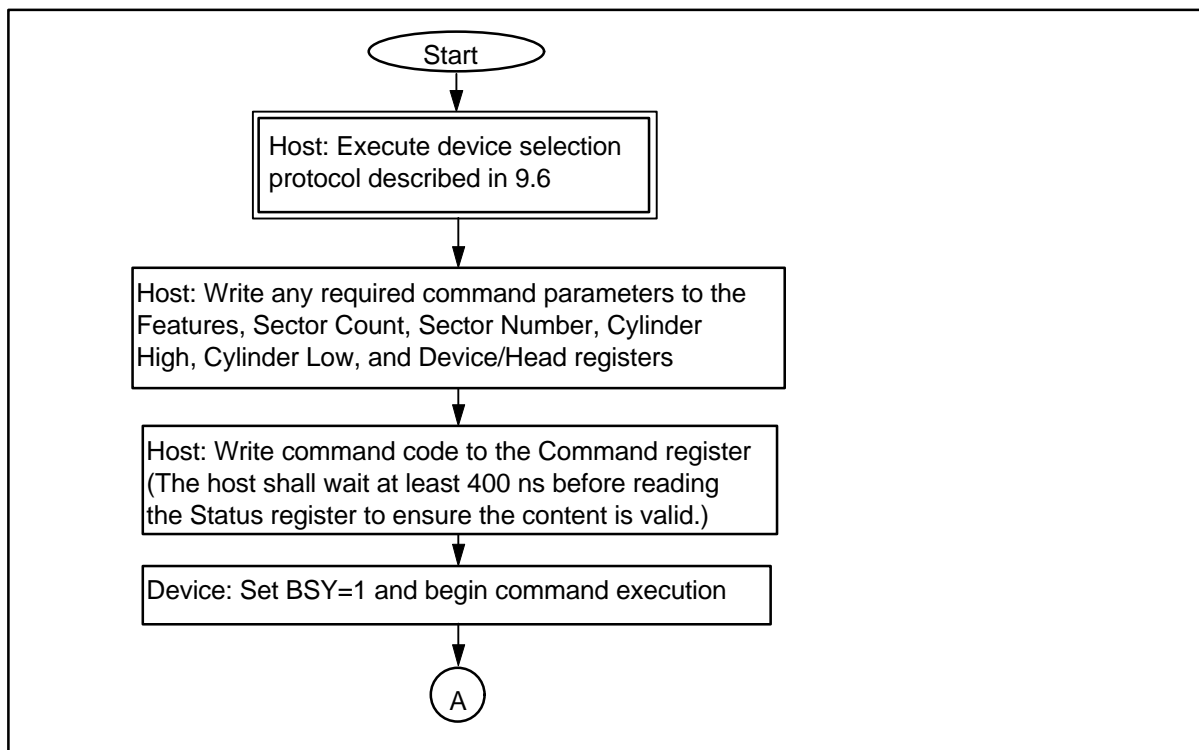 Start
Host: Execute device selection
protocol described in 9.6
Host: Write any required command parameters to the
Features, Sector Count, Sector Number, Cylinder
High, Cylinder Low, and Device/Head registers
Host: Write command code to the Command register
(The host shall wait at least 400 ns before reading
the Status register to ensure the content is valid.)
Device: Set BSY=1 and begin command execution
A